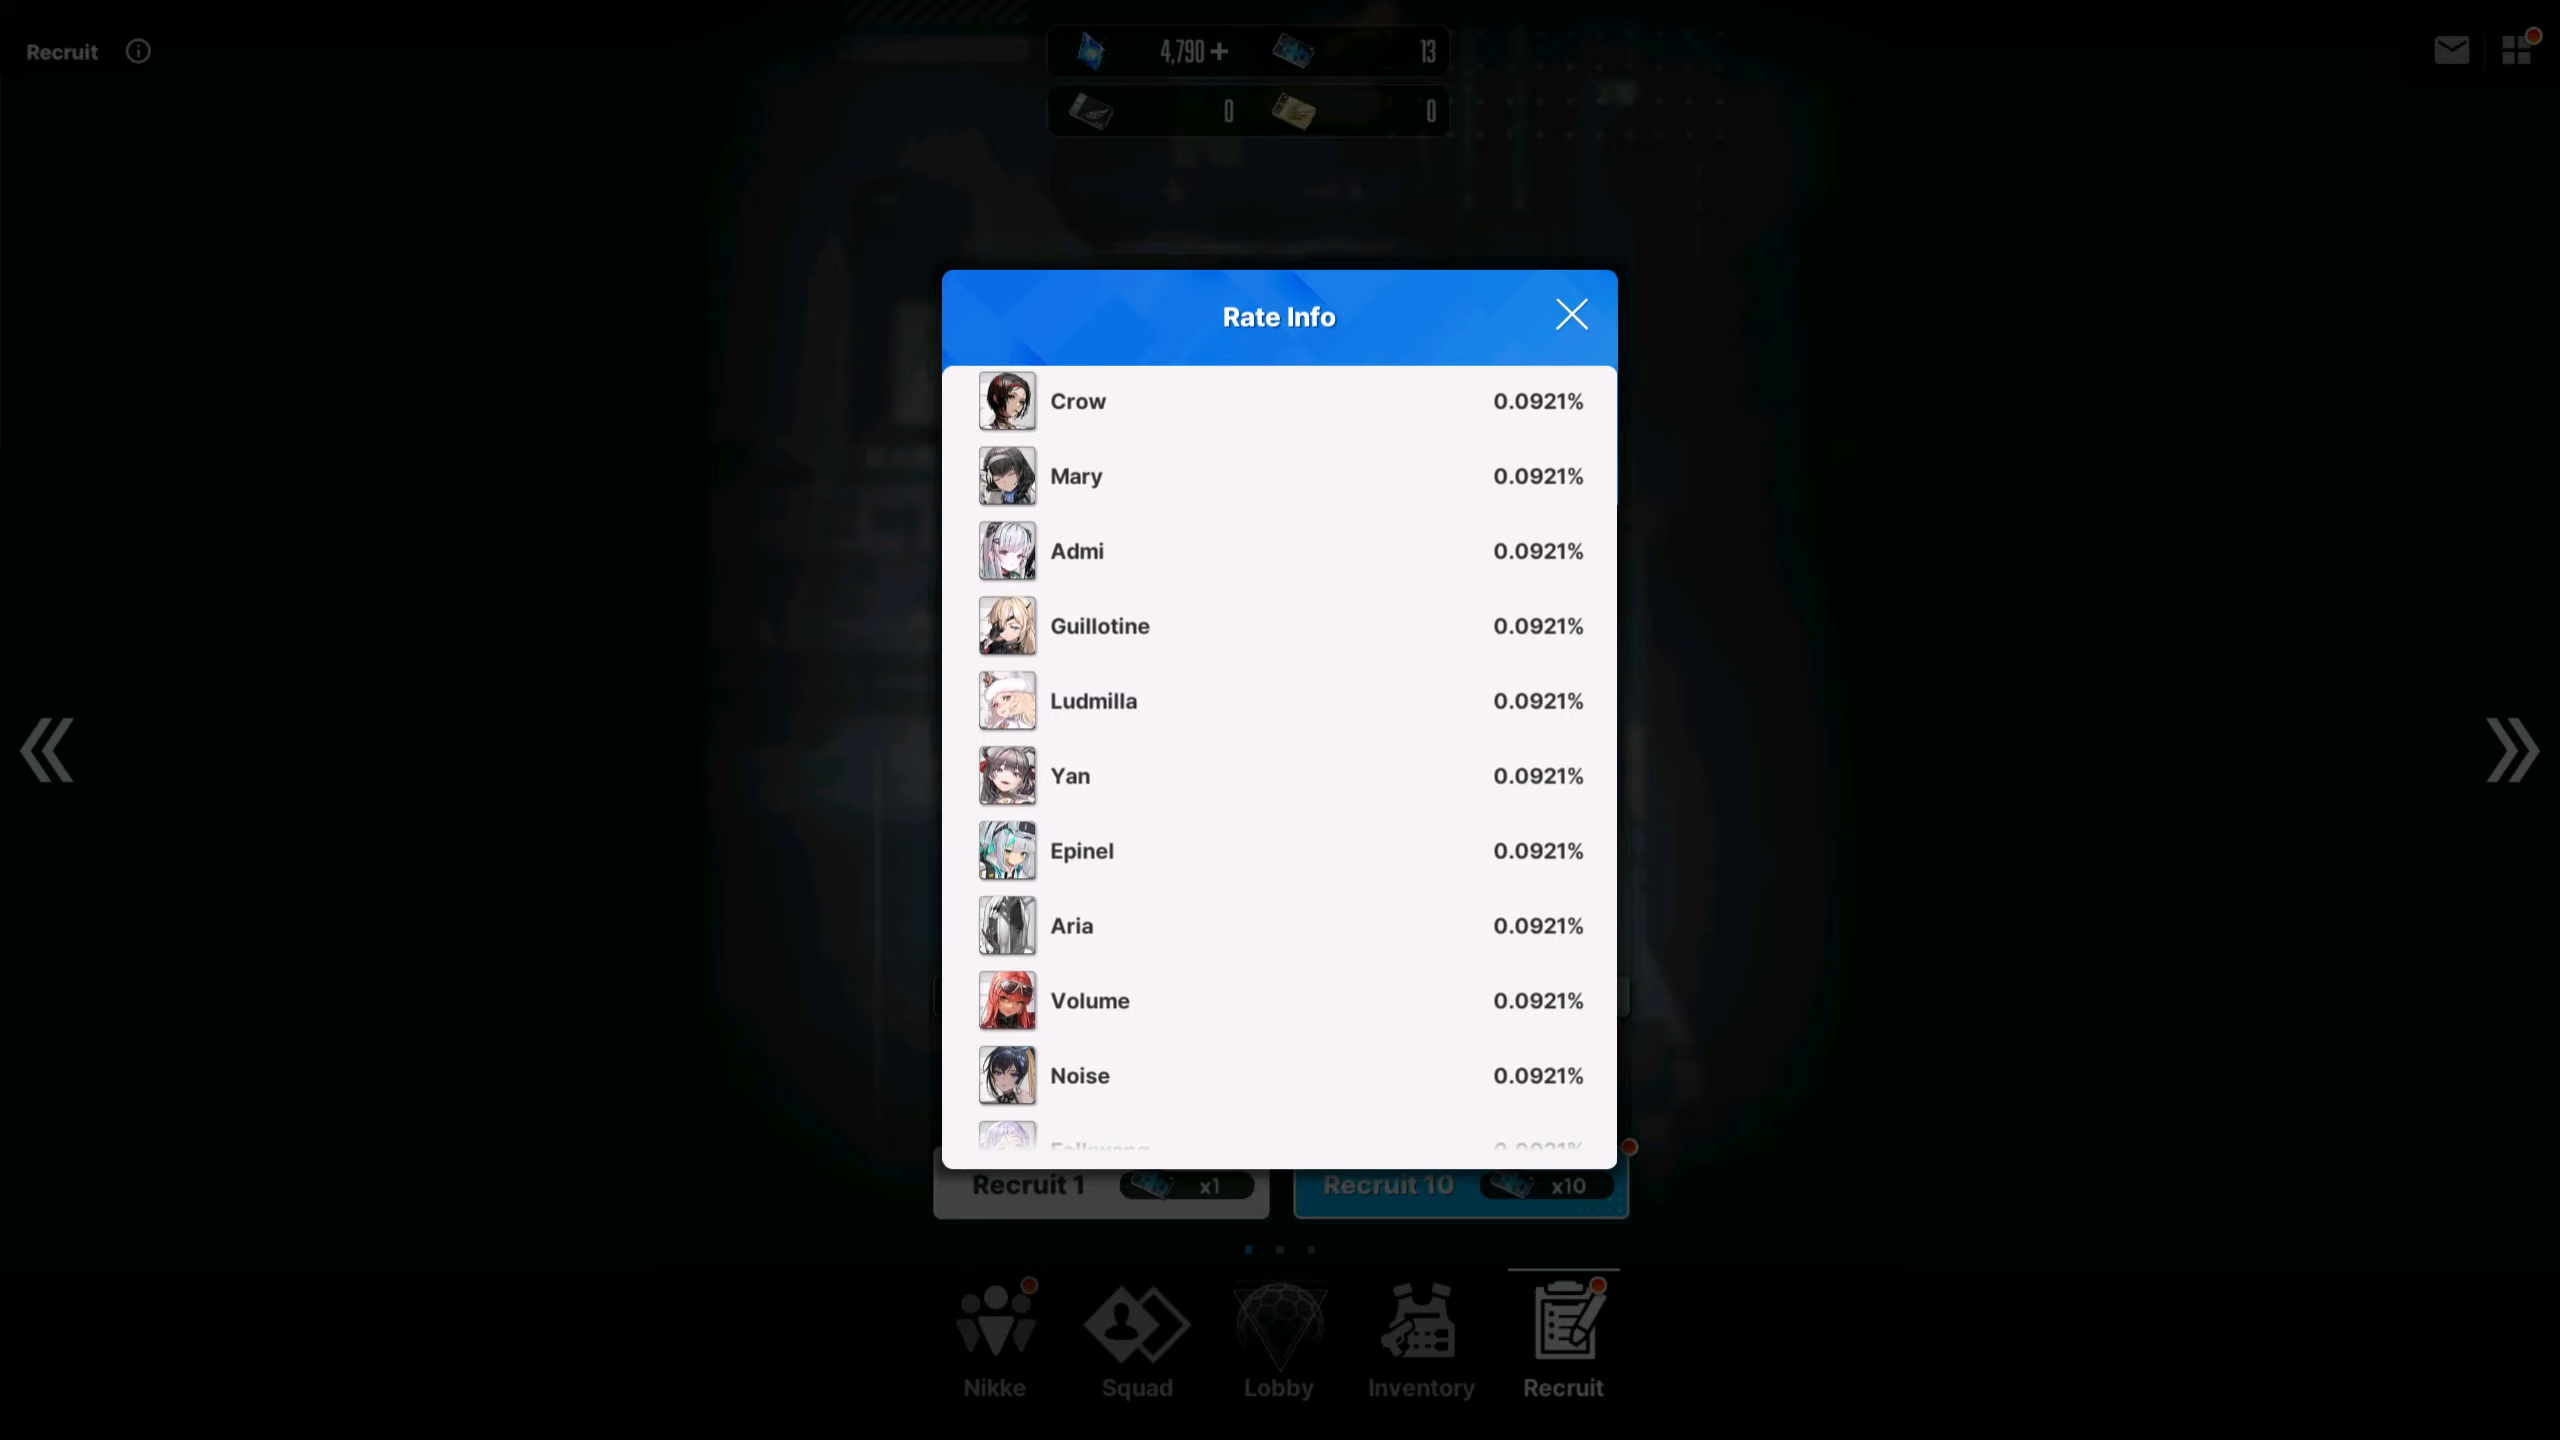 Recruit
4,790 +
13
0
0
Rate Info
Crow 0.0921%
Mary 0.0921%
Admi 0.0921%
Guillotine 0.0921%
Ludmilla 0.0921%
Yan 0.0921%
Epinel 0.0921%
Aria 0.0921%
Volume 0.0921%
Noise 0.0921%
Recruit 1 x1
Recruit 10 x10
Nikke
Squad
Lobby
Inventory
Recruit